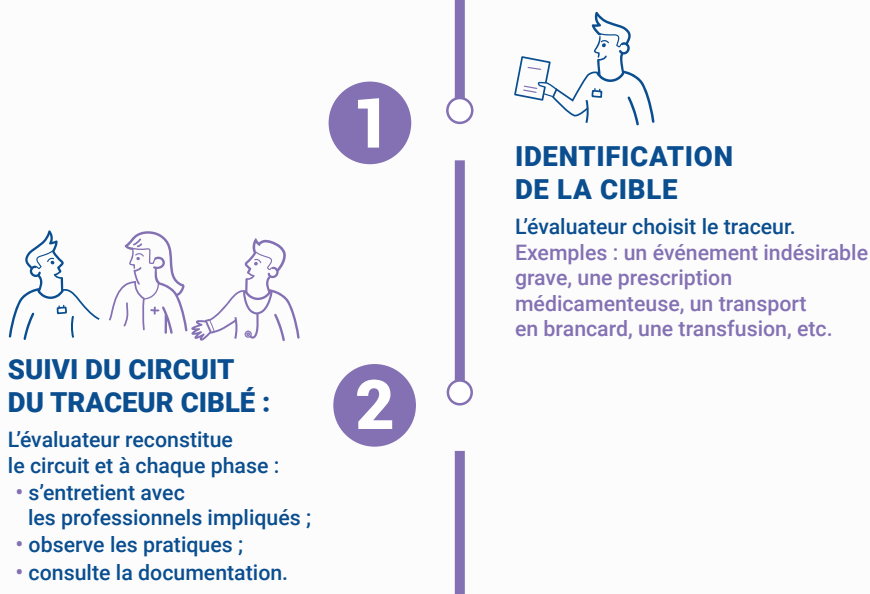 1
IDENTIFICATION
DE LA CIBLE
L’évaluateur choisit le traceur.
Exemples : un événement indésirable
grave, une prescription
médicamenteuse, un transport
en brancard, une transfusion, etc.
2
SUIVI DU CIRCUIT
DU TRACEUR CIBLÉ :
L’évaluateur reconstitue
le circuit et à chaque phase :
• s’entretient avec
les professionnels impliqués ;
• observe les pratiques ;
• consulte la documentation.